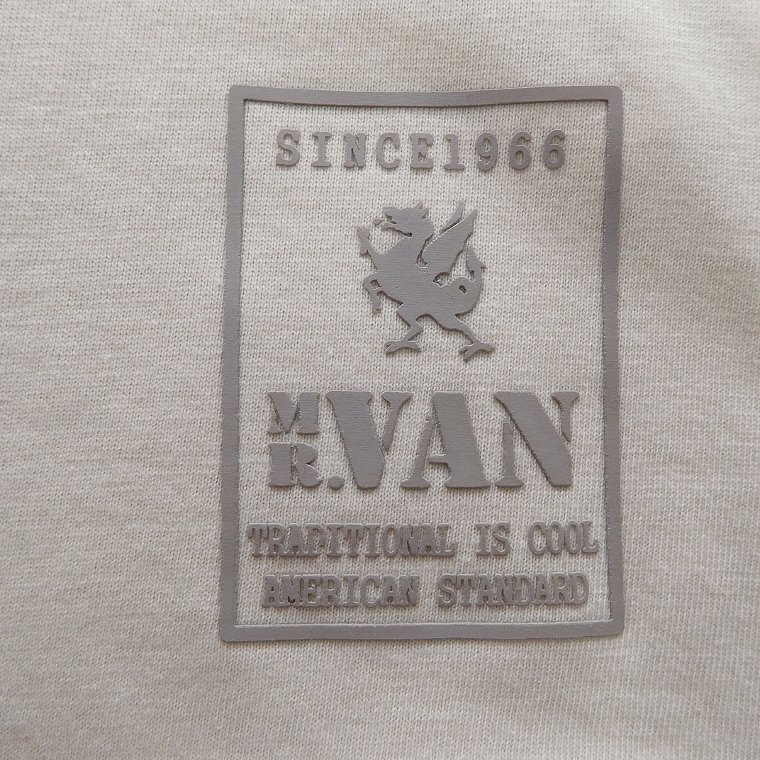 SINCE1966
MR.VAN
TRADITIONAL IS COOL
AMERICAN STANDARD